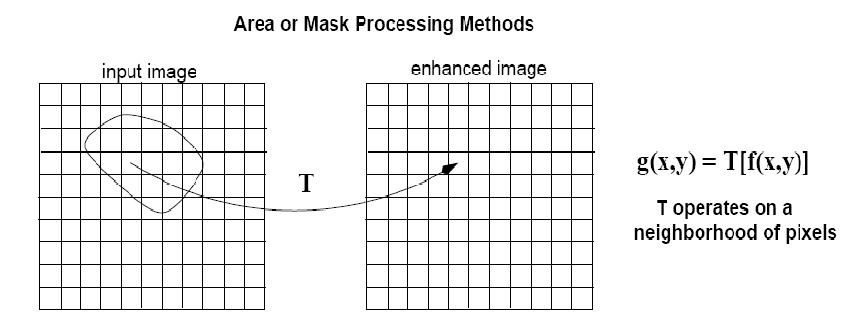 Area or Mask Processing Methods
input image
enhanced image
T
g(x,y) = T[f(x,y)]
T operates on a
neighborhood of pixels